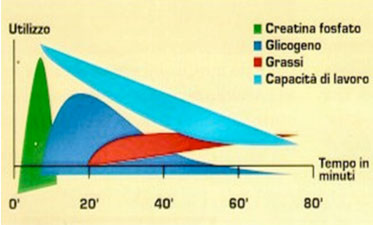 Utilizzo
Creatina fosfato
Glicogeno
Grassi
Capacità di lavoro
Tempo in
minuti
0' 20' 40' 60' 80'